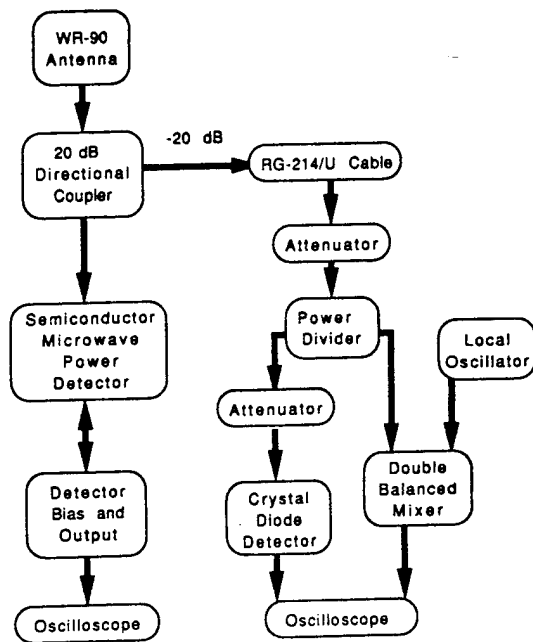 WR-90
Antenna
20 dB
Directional
Coupler
-20 dB
RG-214/U Cable
Attenuator
Semiconductor
Microwave
Power
Detector
Power
Divider
Local
Oscillator
Attenuator
Detector
Bias and
Output
Crystal
Diode
Detector
Double
Balanced
Mixer
Oscilloscope
Oscilloscope